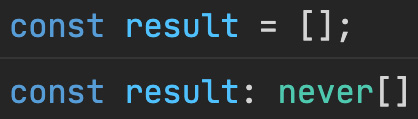 const result = [];
const result: never[]